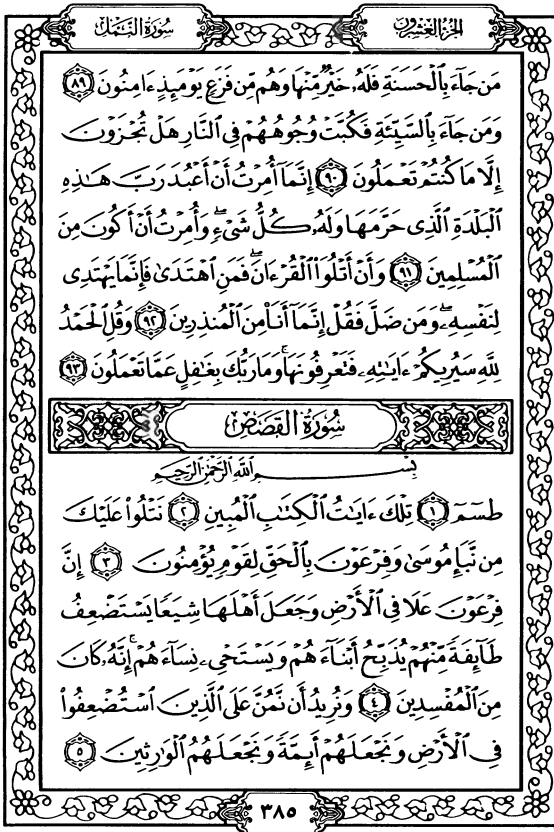 الجزء العشرون
سورة النمل
مَن جَآءَ بِٱلْحَسَنَةِ فَلَهُۥ خَيْرٌ مِّنْهَا وَهُم مِّن فَزَعٍ يَوْمَئِذٍ ءَامِنُونَ ٨٩
وَمَن جَآءَ بِٱلسَّيِّئَةِ فَكُبَّتْ وُجُوهُهُمْ فِى ٱلنَّارِ هَلْ تُجْزَوْنَ
إِلَّا مَا كُنتُمْ تَعْمَلُونَ ٩٠ إِنَّمَآ أُمِرْتُ أَنْ أَعْبُدَ رَبَّ هَٰذِهِ
ٱلْبَلْدَةِ ٱلَّذِى حَرَّمَهَا وَلَهُۥ كُلُّ شَىْءٍ ۖ وَأُمِرْتُ أَنْ أَكُونَ مِنَ
ٱلْمُسْلِمِينَ ٩١ وَأَنْ أَتْلُوَا۟ ٱلْقُرْءَانَ ۖ فَمَنِ ٱهْتَدَىٰ فَإِنَّمَا يَهْتَدِى
لِنَفْسِهِۦ ۖ وَمَن ضَلَّ فَقُلْ إِنَّمَآ أَنَا۠ مِنَ ٱلْمُنذِرِينَ ٩٢ وَقُلِ ٱلْحَمْدُ
لِلَّهِ سَيُرِيكُمْ ءَايَٰتِهِۦ فَتَعْرِفُونَهَا ۚ وَمَا رَبُّكَ بِغَٰفِلٍ عَمَّا تَعْمَلُونَ ٩٣
سُورَةُ القَصَصِ
بِسْمِ ٱللَّهِ ٱلرَّحْمَٰنِ ٱلرَّحِيمِ
طسٓمٓ ١ تِلْكَ ءَايَٰتُ ٱلْكِتَٰبِ ٱلْمُبِينِ ٢ نَتْلُوا۟ عَلَيْكَ
مِن نَّبَإِ مُوسَىٰ وَفِرْعَوْنَ بِٱلْحَقِّ لِقَوْمٍ يُؤْمِنُونَ ٣ إِنَّ
فِرْعَوْنَ عَلَا فِى ٱلْأَرْضِ وَجَعَلَ أَهْلَهَا شِيَعًا يَسْتَضْعِفُ
طَآئِفَةً مِّنْهُمْ يُذَبِّحُ أَبْنَآءَهُمْ وَيَسْتَحْىِۦ نِسَآءَهُمْ ۚ إِنَّهُۥ كَانَ
مِنَ ٱلْمُفْسِدِينَ ٤ وَنُرِيدُ أَن نَّمُنَّ عَلَى ٱلَّذِينَ ٱسْتُضْعِفُوا۟
فِى ٱلْأَرْضِ وَنَجْعَلَهُمْ أَئِمَّةً وَنَجْعَلَهُمُ ٱلْوَٰرِثِينَ ٥
٣٨٥